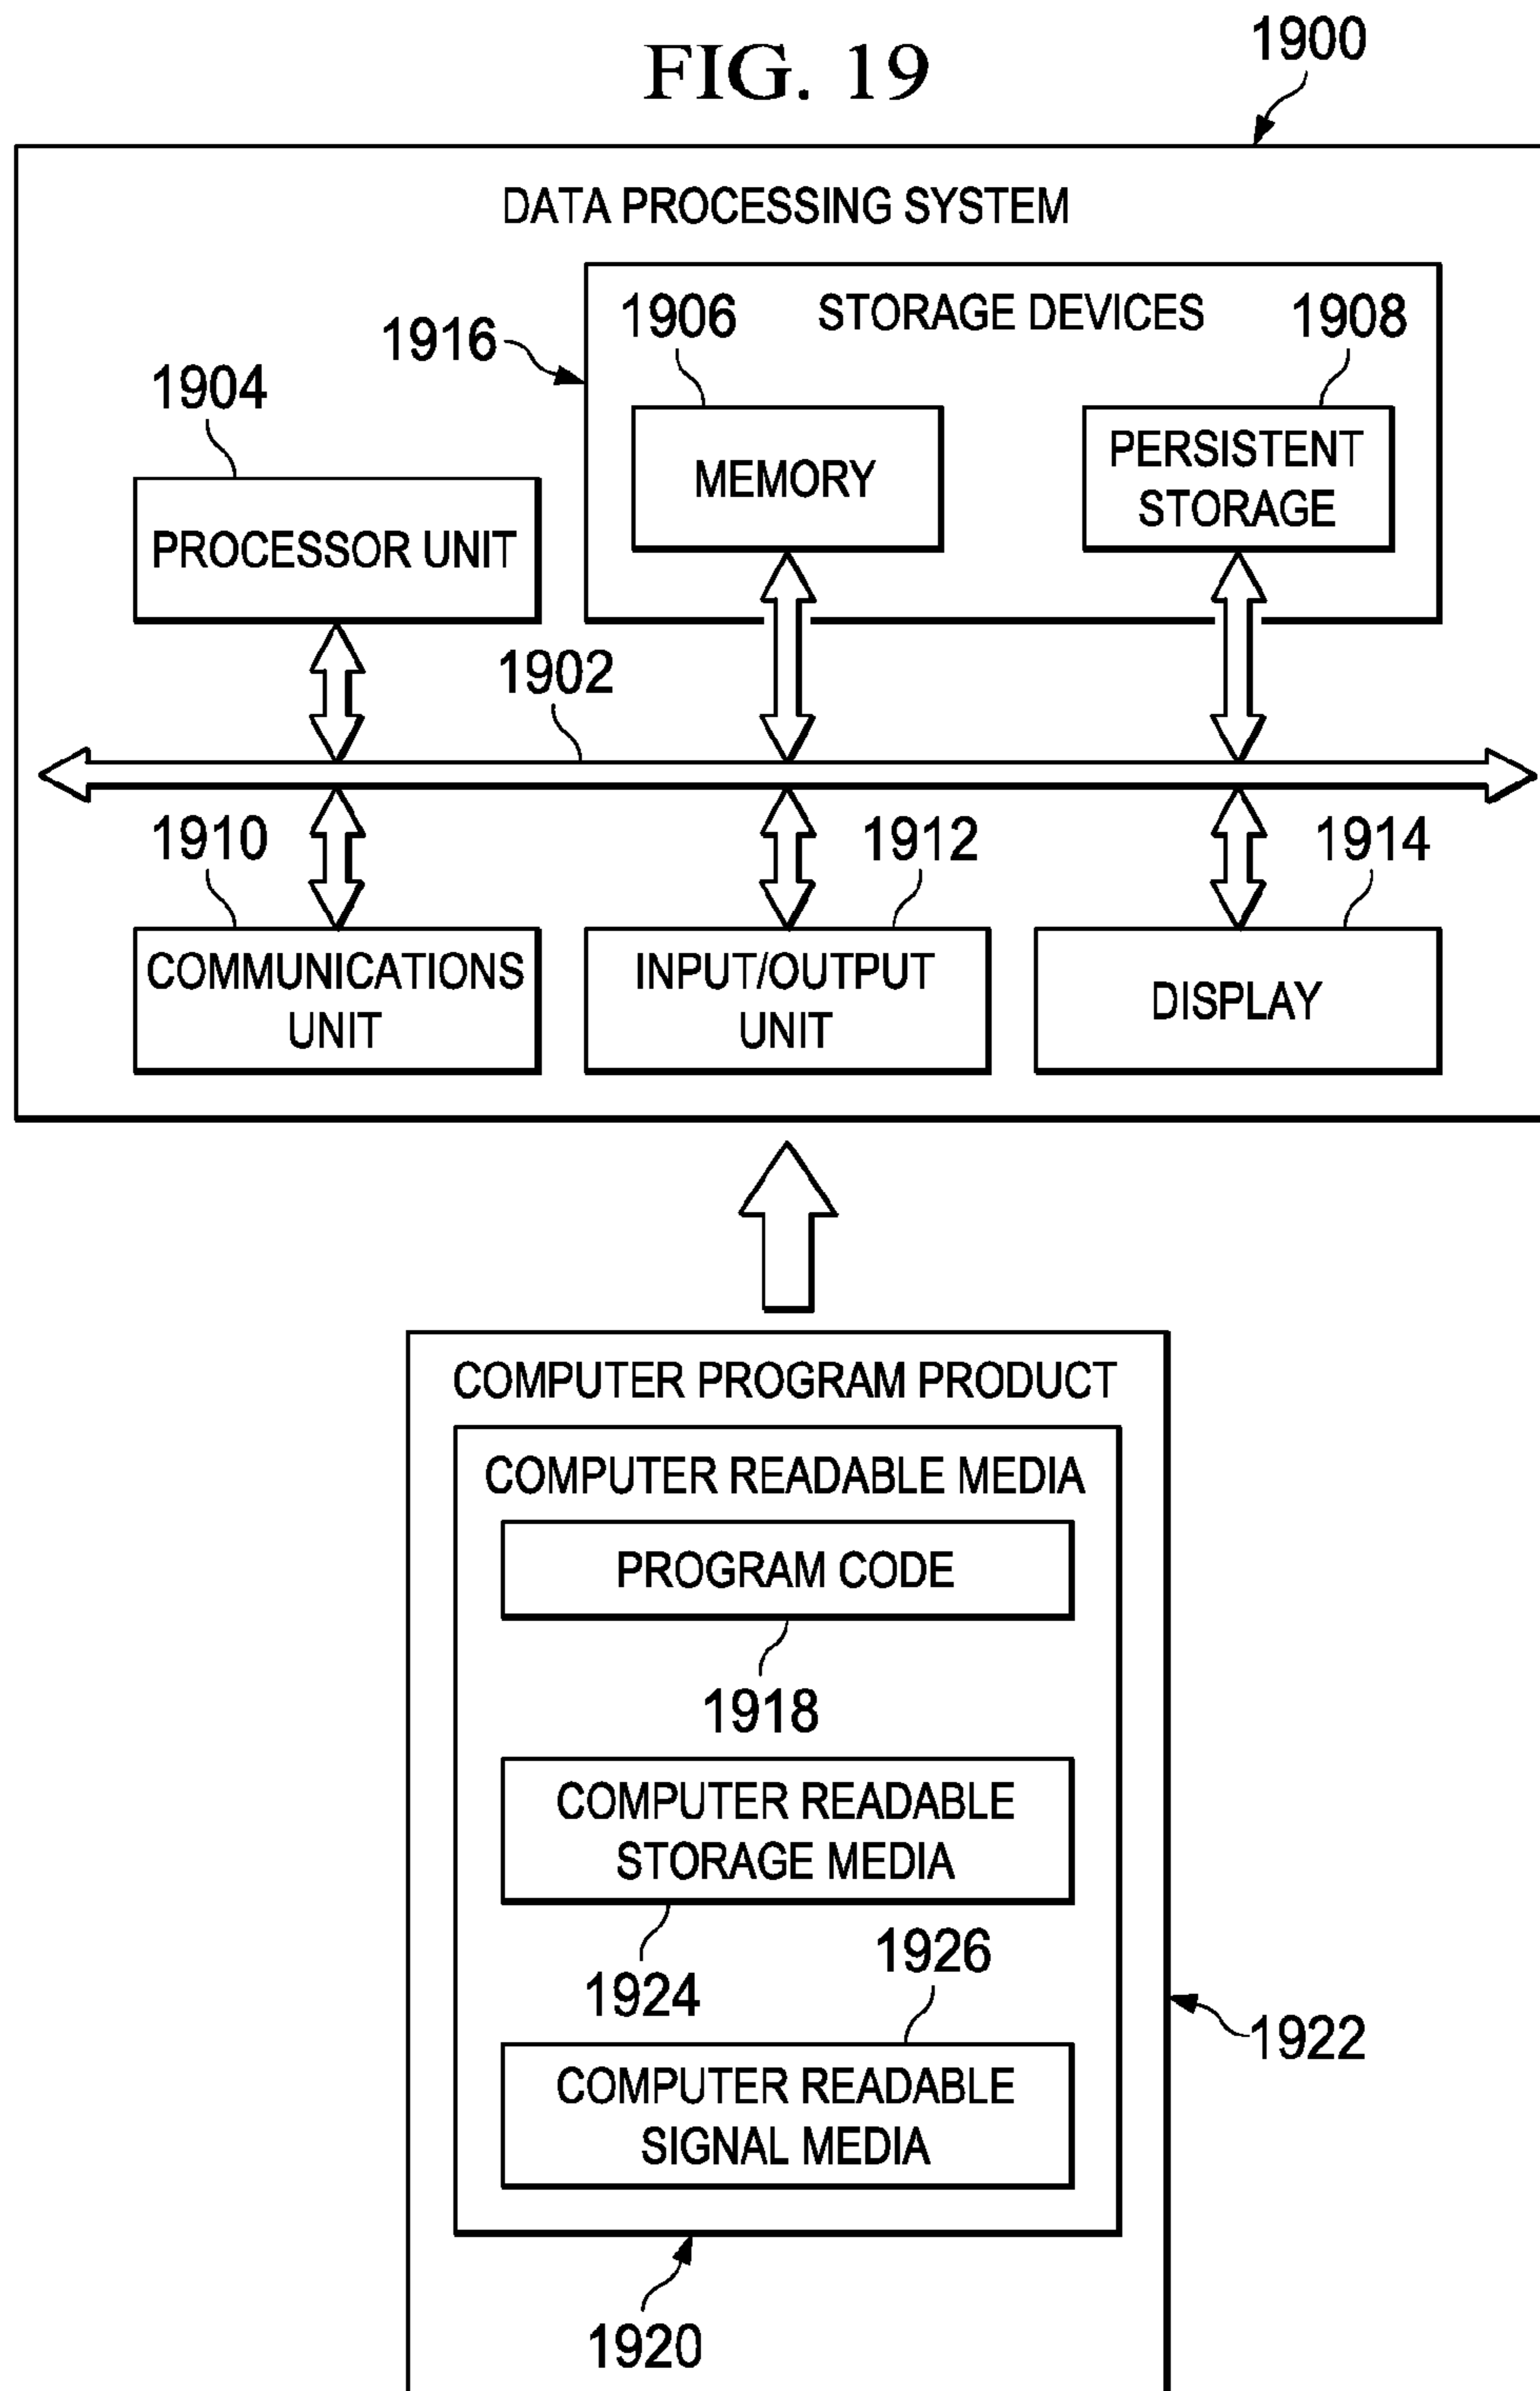 FIG. 19
1900
DATA PROCESSING SYSTEM
1916
1906
STORAGE DEVICES
1908
1904
MEMORY
PERSISTENT
STORAGE
PROCESSOR UNIT
1902
1910
1912
1914
COMMUNICATIONS
UNIT
INPUT/OUTPUT
UNIT
DISPLAY
COMPUTER PROGRAM PRODUCT
COMPUTER READABLE MEDIA
PROGRAM CODE
1918
COMPUTER READABLE
STORAGE MEDIA
1924
1926
COMPUTER READABLE
SIGNAL MEDIA
1922
1920